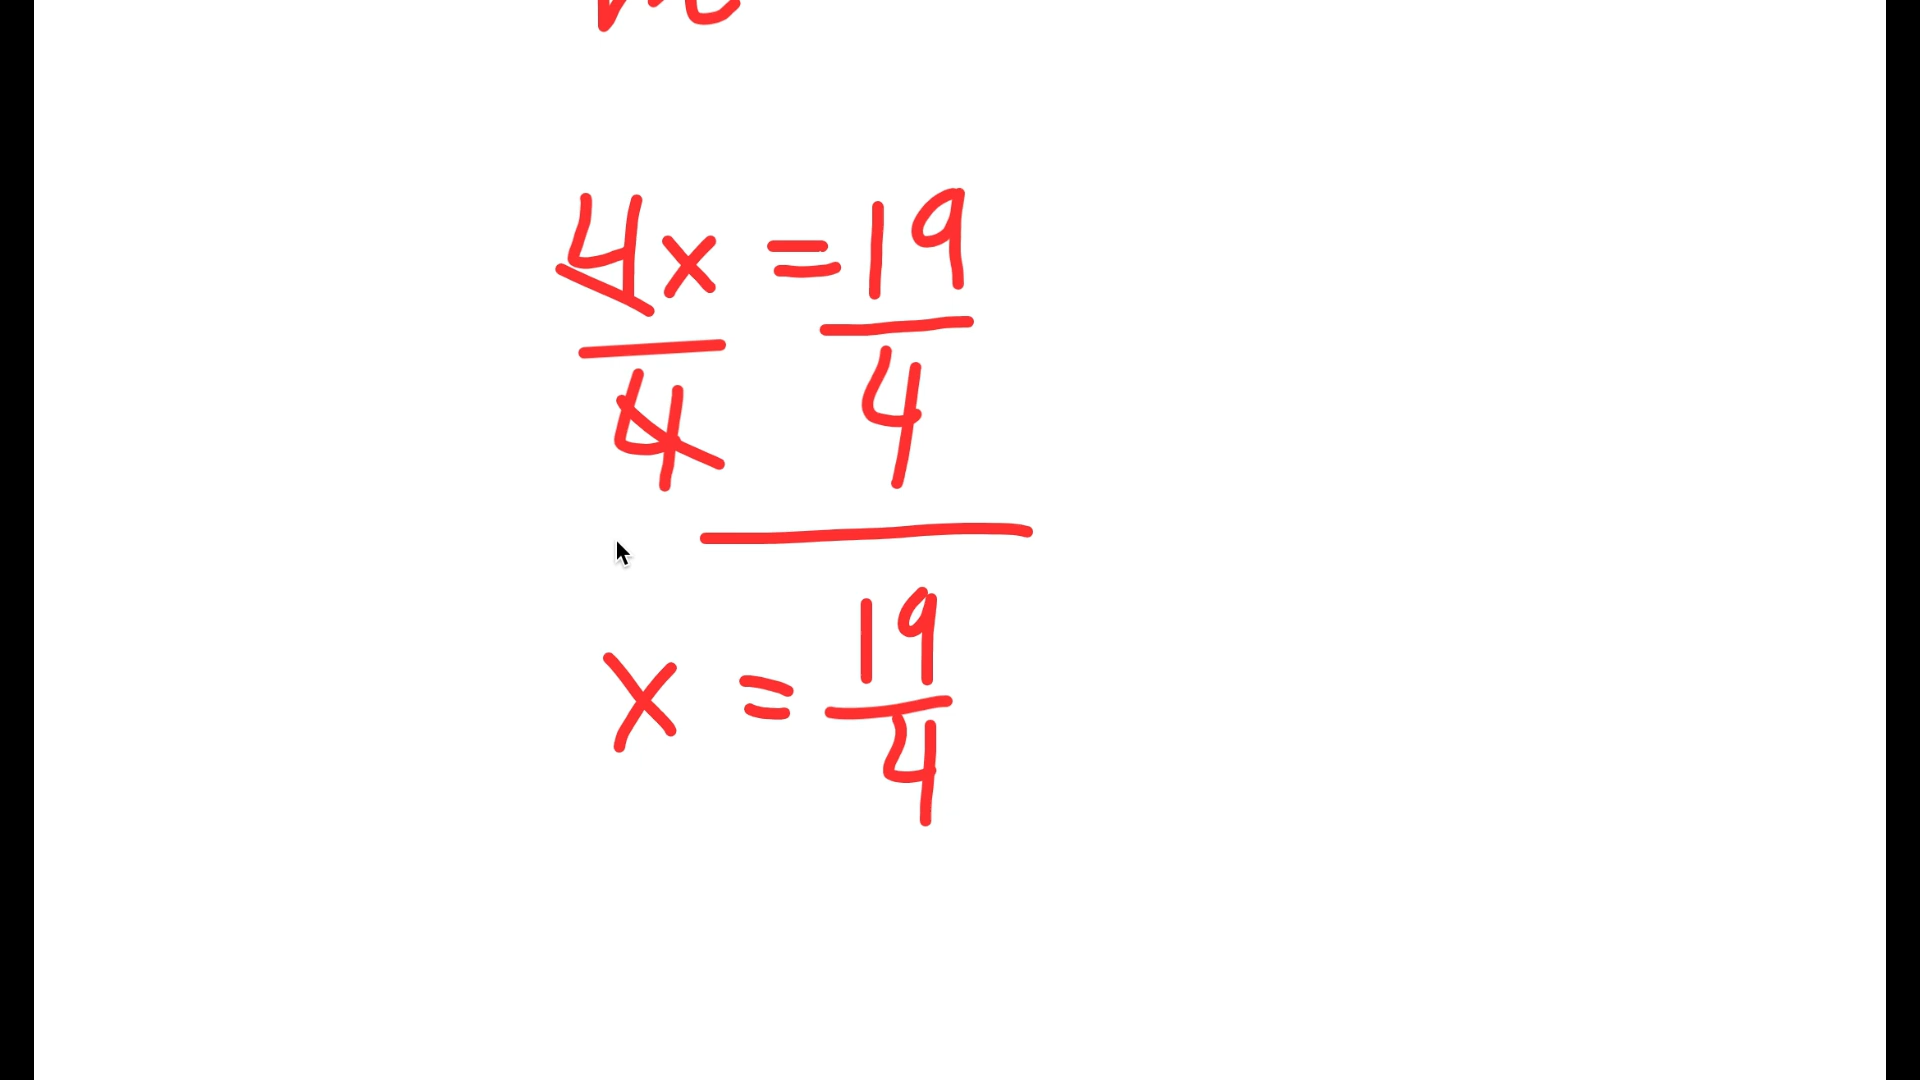 4x = 19
4 4
x = 19/4